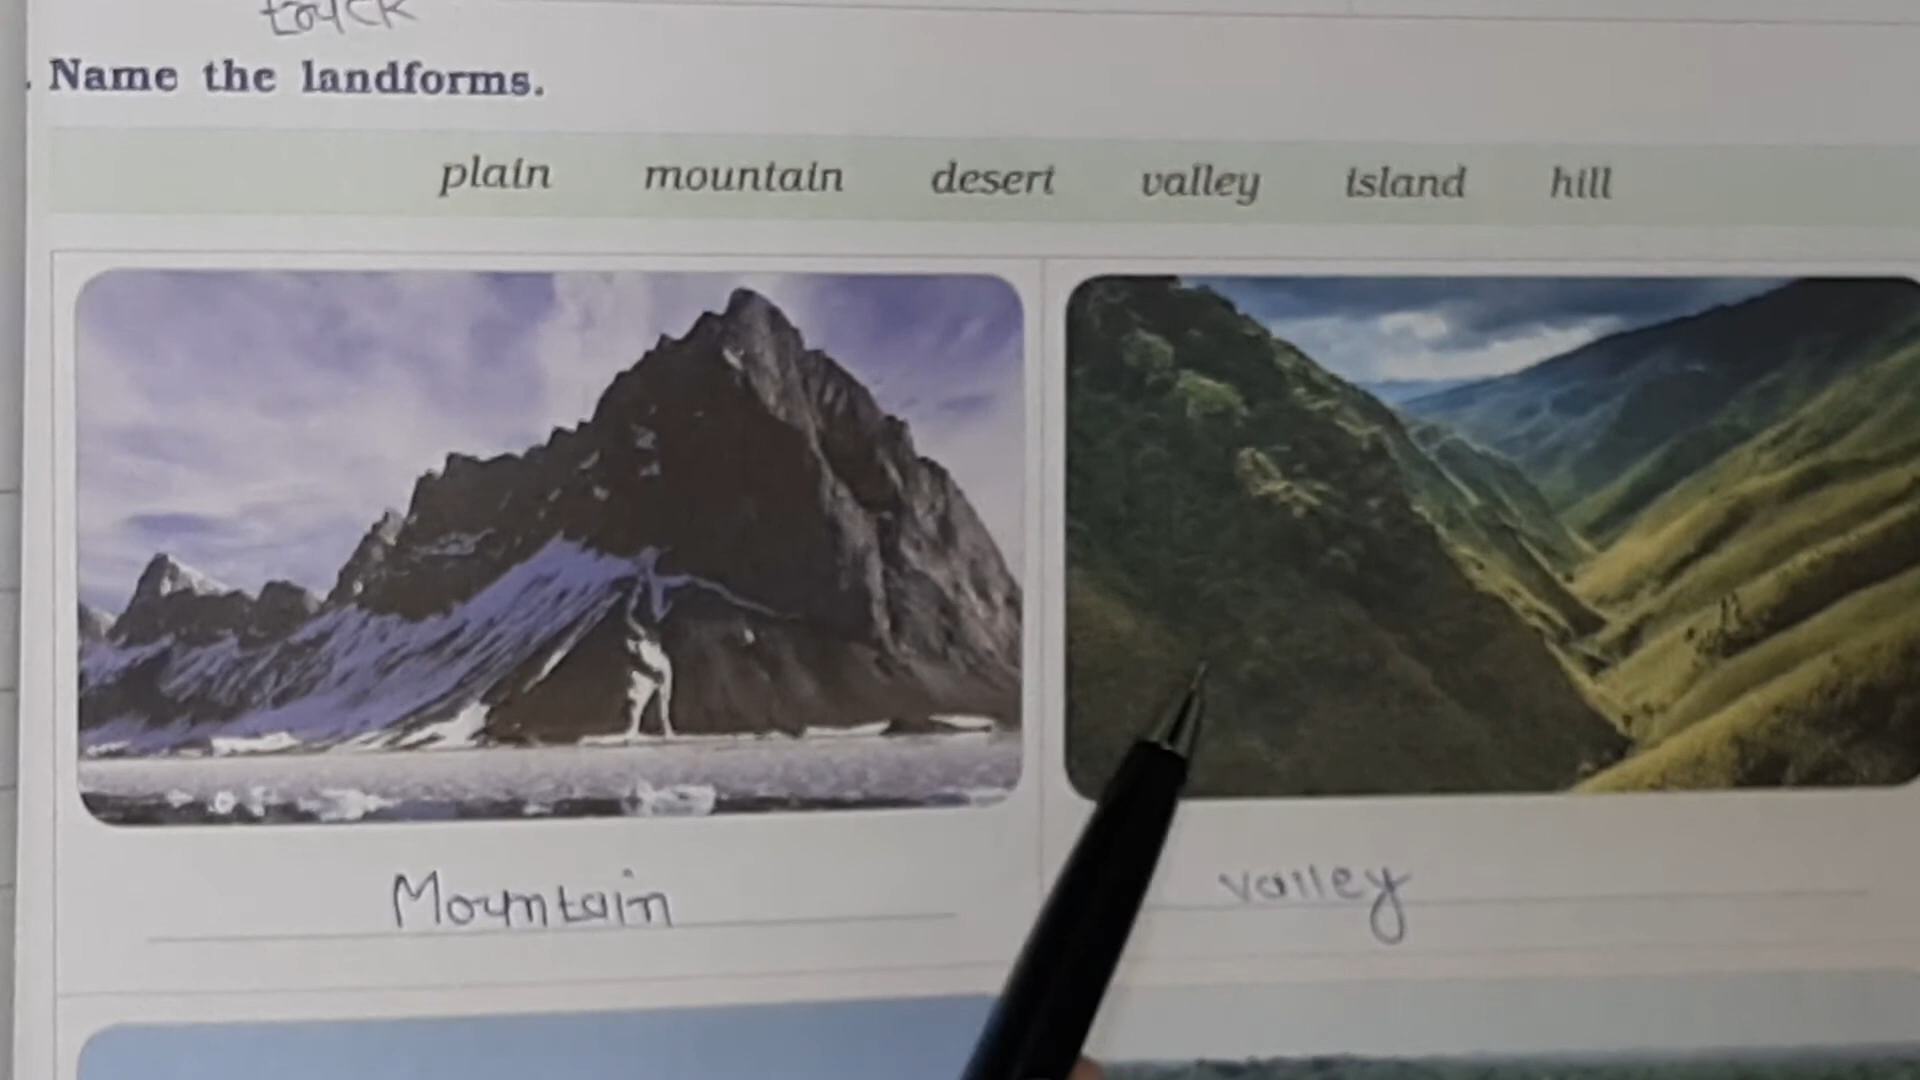 . Name the landforms.
plain mountain desert valley island hill
Mountain
valley